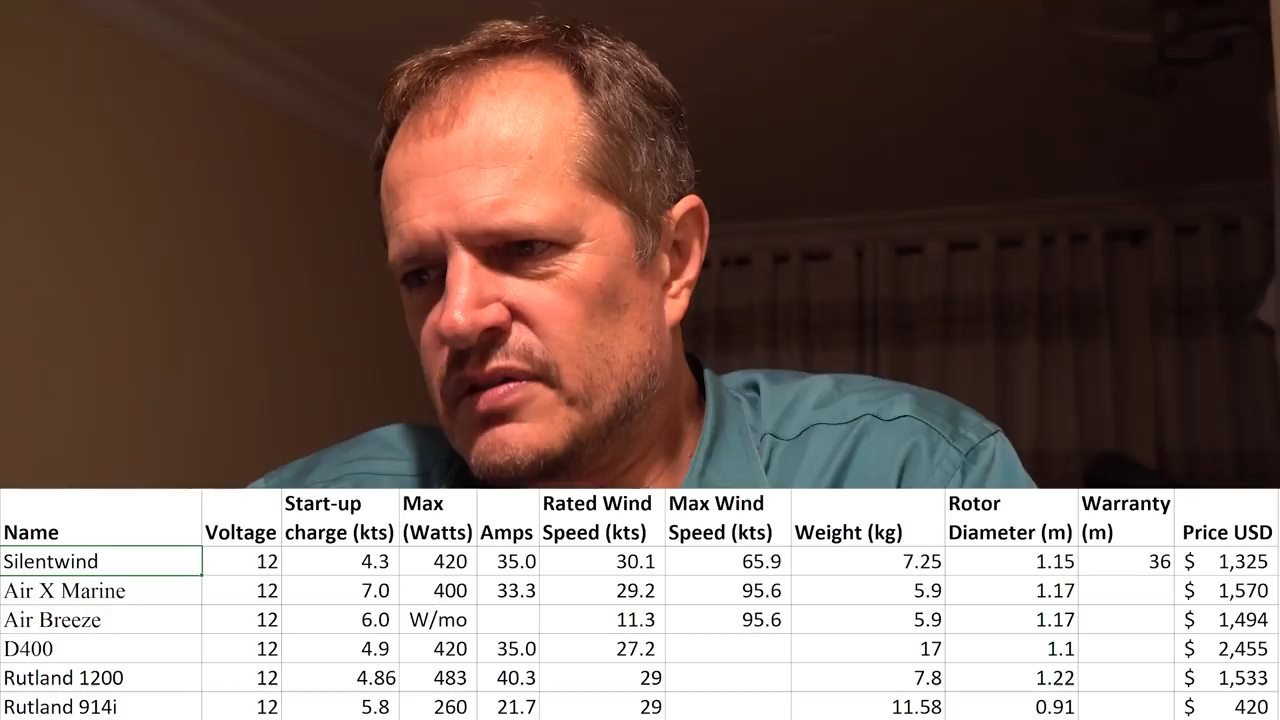 Name Voltage Start-up charge (kts) Max (Watts) Amps Rated Wind Speed (kts) Max Wind Speed (kts) Weight (kg) Rotor Diameter (m) Warranty (m) Price USD
Silentwind 12 4.3 420 35.0 30.1 65.9 7.25 1.15 36 $ 1,325
Air X Marine 12 7.0 400 33.3 29.2 95.6 5.9 1.17 $ 1,570
Air Breeze 12 6.0 W/mo 11.3 95.6 5.9 1.17 $ 1,494
D400 12 4.9 420 35.0 27.2 17 1.1 $ 2,455
Rutland 1200 12 4.86 483 40.3 29 7.8 1.22 $ 1,533
Rutland 914i 12 5.8 260 21.7 29 11.58 0.91 $ 420